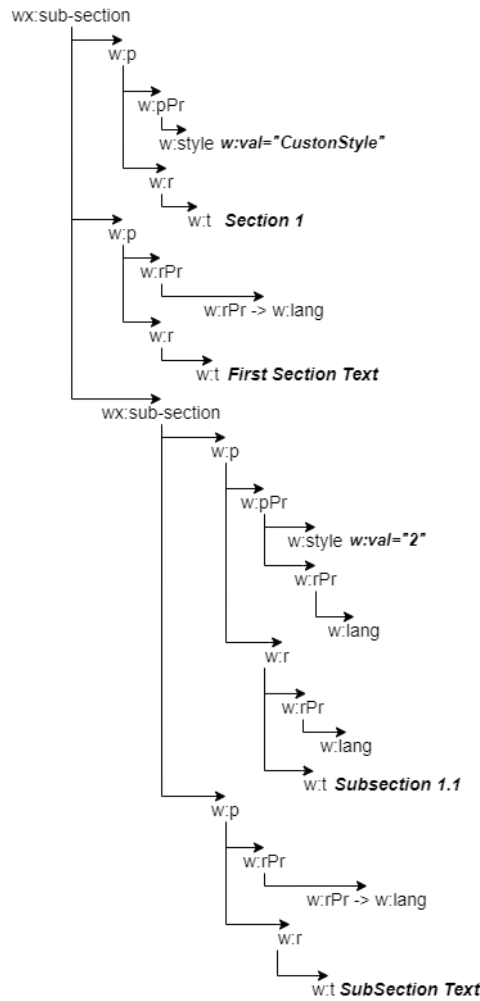 wx:sub-section
w:p
w:pPr
w:style w:val="CustonStyle"
w:r
w:t Section 1
w:p
w:rPr
w:rPr -> w:lang
w:r
w:t First Section Text
wx:sub-section
w:p
w:pPr
w:style w:val="2"
w:rPr
w:lang
w:r
w:rPr
w:lang
w:t Subsection 1.1
w:p
w:rPr
w:rPr -> w:lang
w:r
w:t SubSection Text